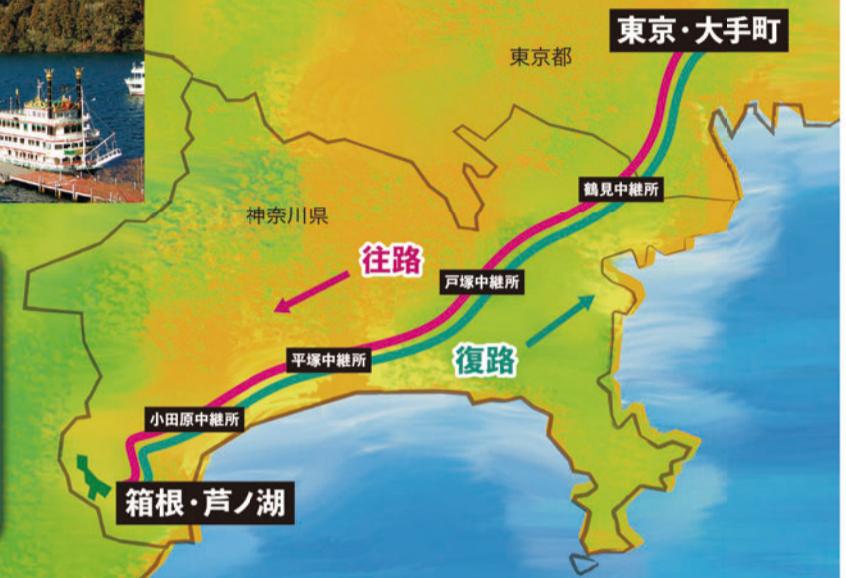 東京・大手町
東京都
鶴見中継所
神奈川県
往路
戸塚中継所
復路
平塚中継所
小田原中継所
箱根・芦ノ湖